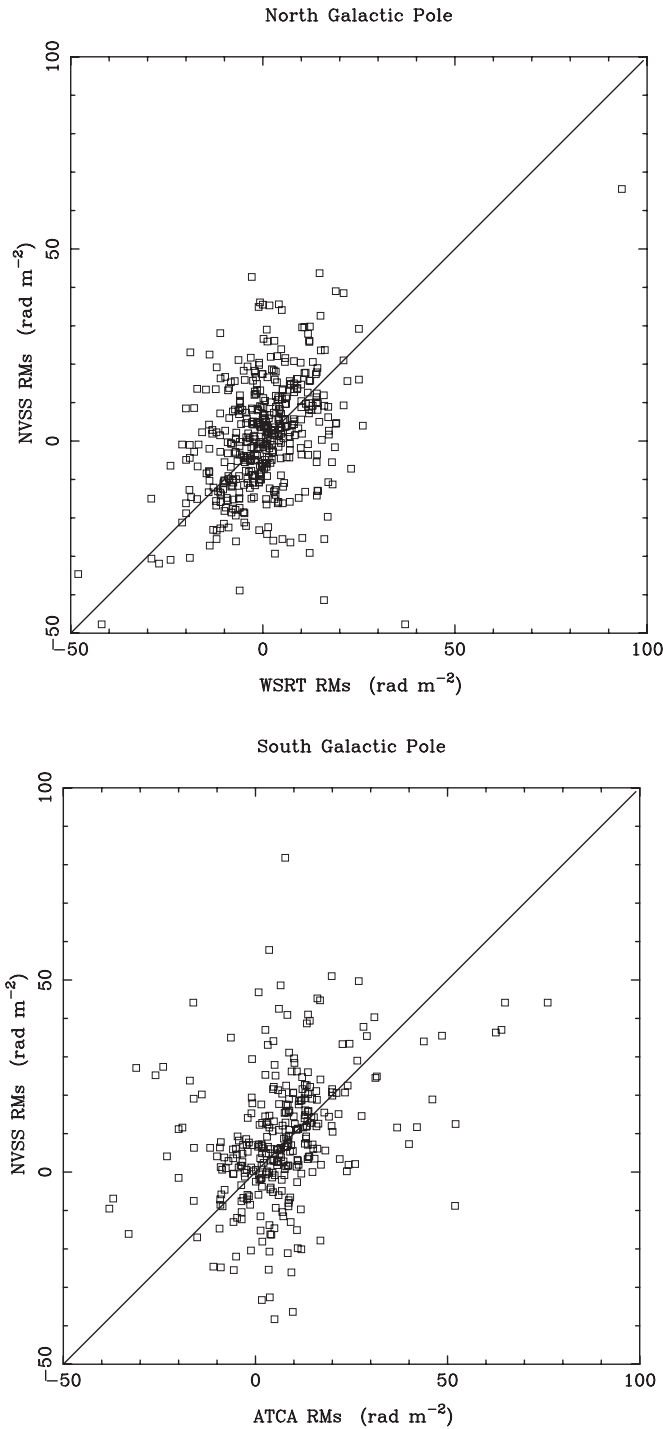 North Galactic Pole
100
50
0
−50
NVSS RMs (rad m⁻²)
−50 0 50 100
WSRT RMs (rad m⁻²)
South Galactic Pole
100
50
0
−50
NVSS RMs (rad m⁻²)
−50 0 50 100
ATCA RMs (rad m⁻²)